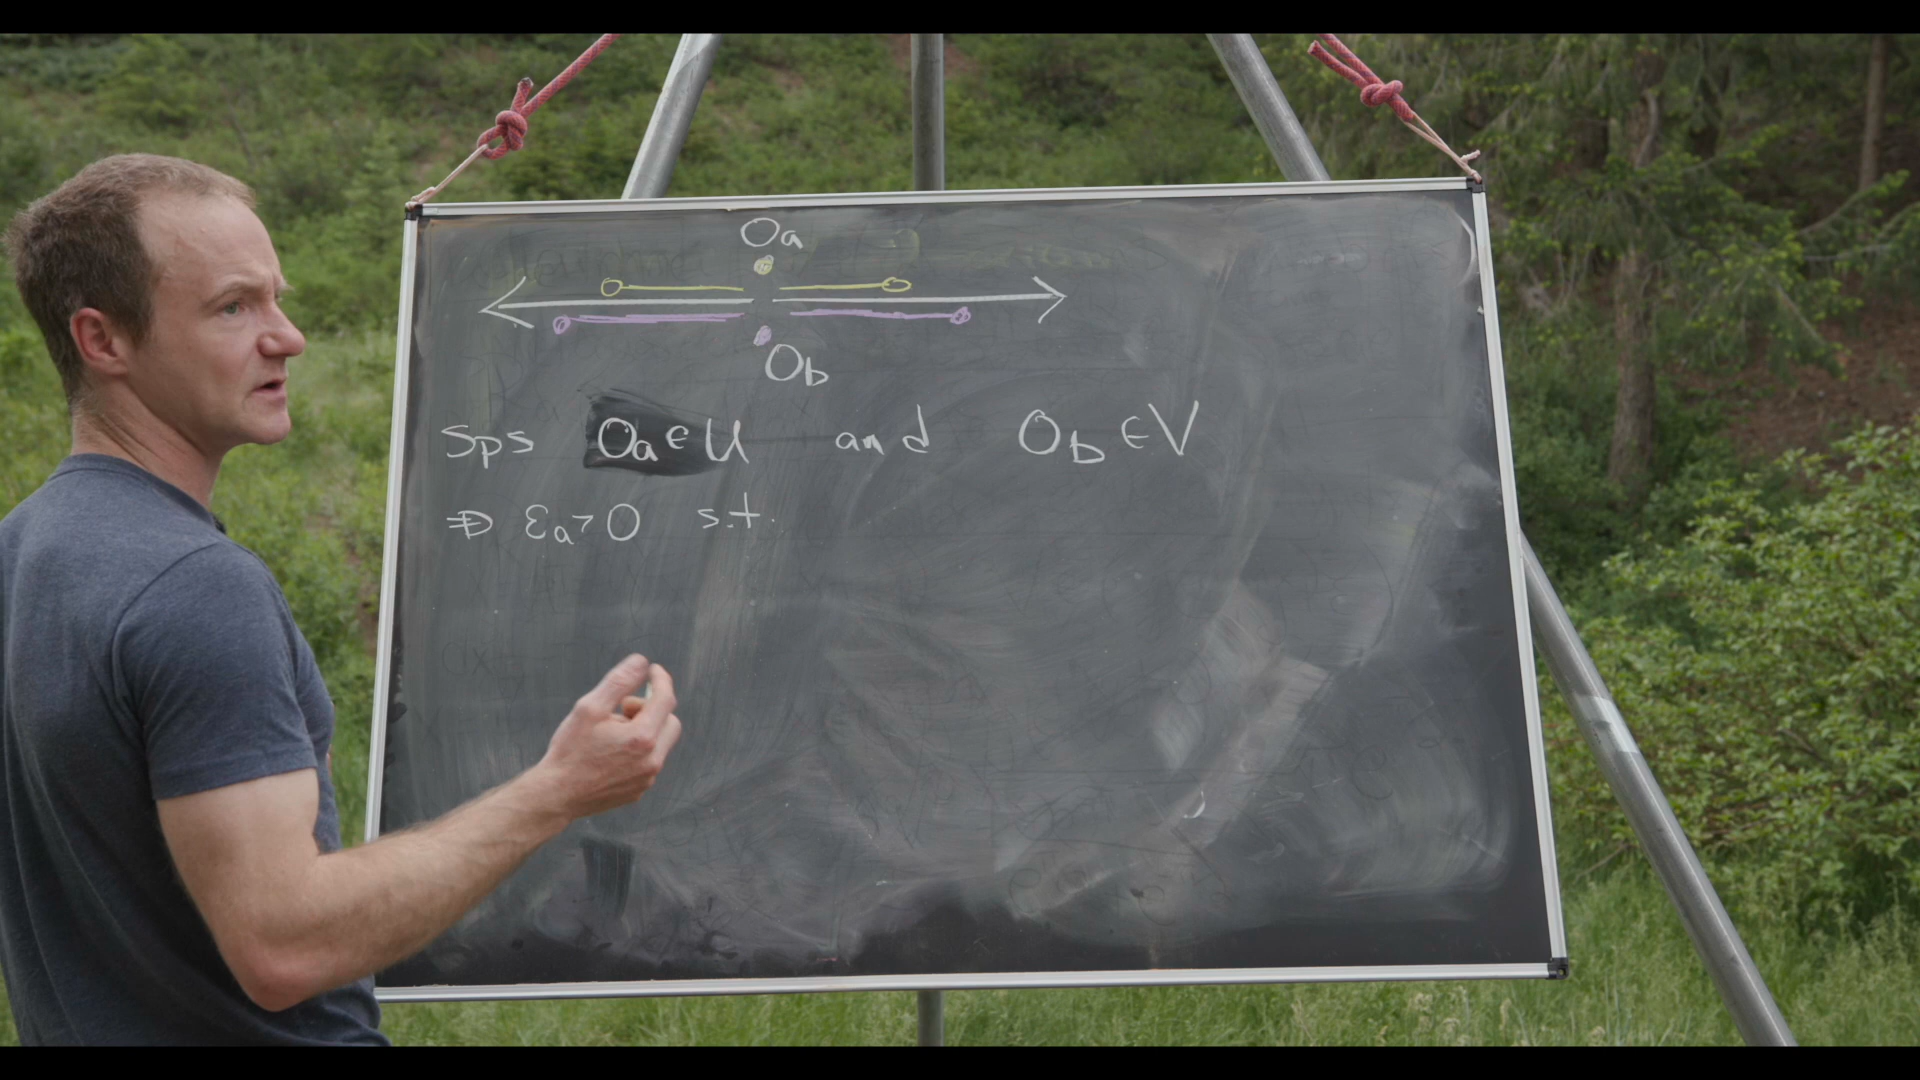 Oa
Ob
Sps Oa ∈ U and Ob ∈ V
⇒ εa > 0 s.t.